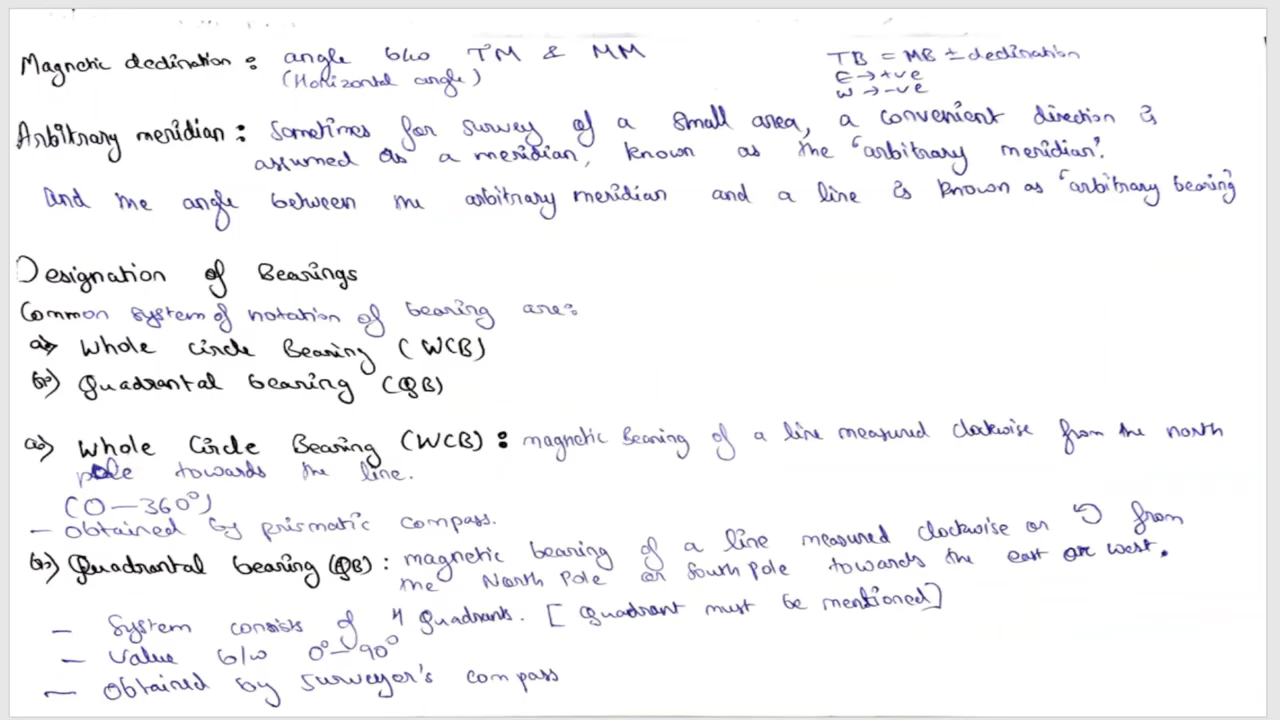 Magnetic declination : angle b/w TM & MM
(Horizontal angle)
TB = MB ± declination
E → +ve
W → -ve
Arbitrary meridian : Sometimes for survey of a small area, a convenient direction is
assumed as a meridian, known as the 'arbitrary meridian'.
And the angle between the arbitrary meridian and a line is known as 'arbitrary bearing'
Designation of Bearings
Common system of notation of bearing are:
a) Whole Circle Bearing (WCB)
b) Quadrantal bearing (QB)
a) Whole Circle Bearing (WCB) : magnetic Bearing of a line measured clockwise from the north
pole towards the line.
(0 — 360°)
— obtained by prismatic compass.
b) Quadrantal bearing (QB) : magnetic bearing of a line measured clockwise or ↺ from
the North Pole or South pole towards the east or west.
— System consists of 4 Quadrants. [Quadrant must be mentioned]
— value b/w 0° - 90°
— obtained by surveyor's compass